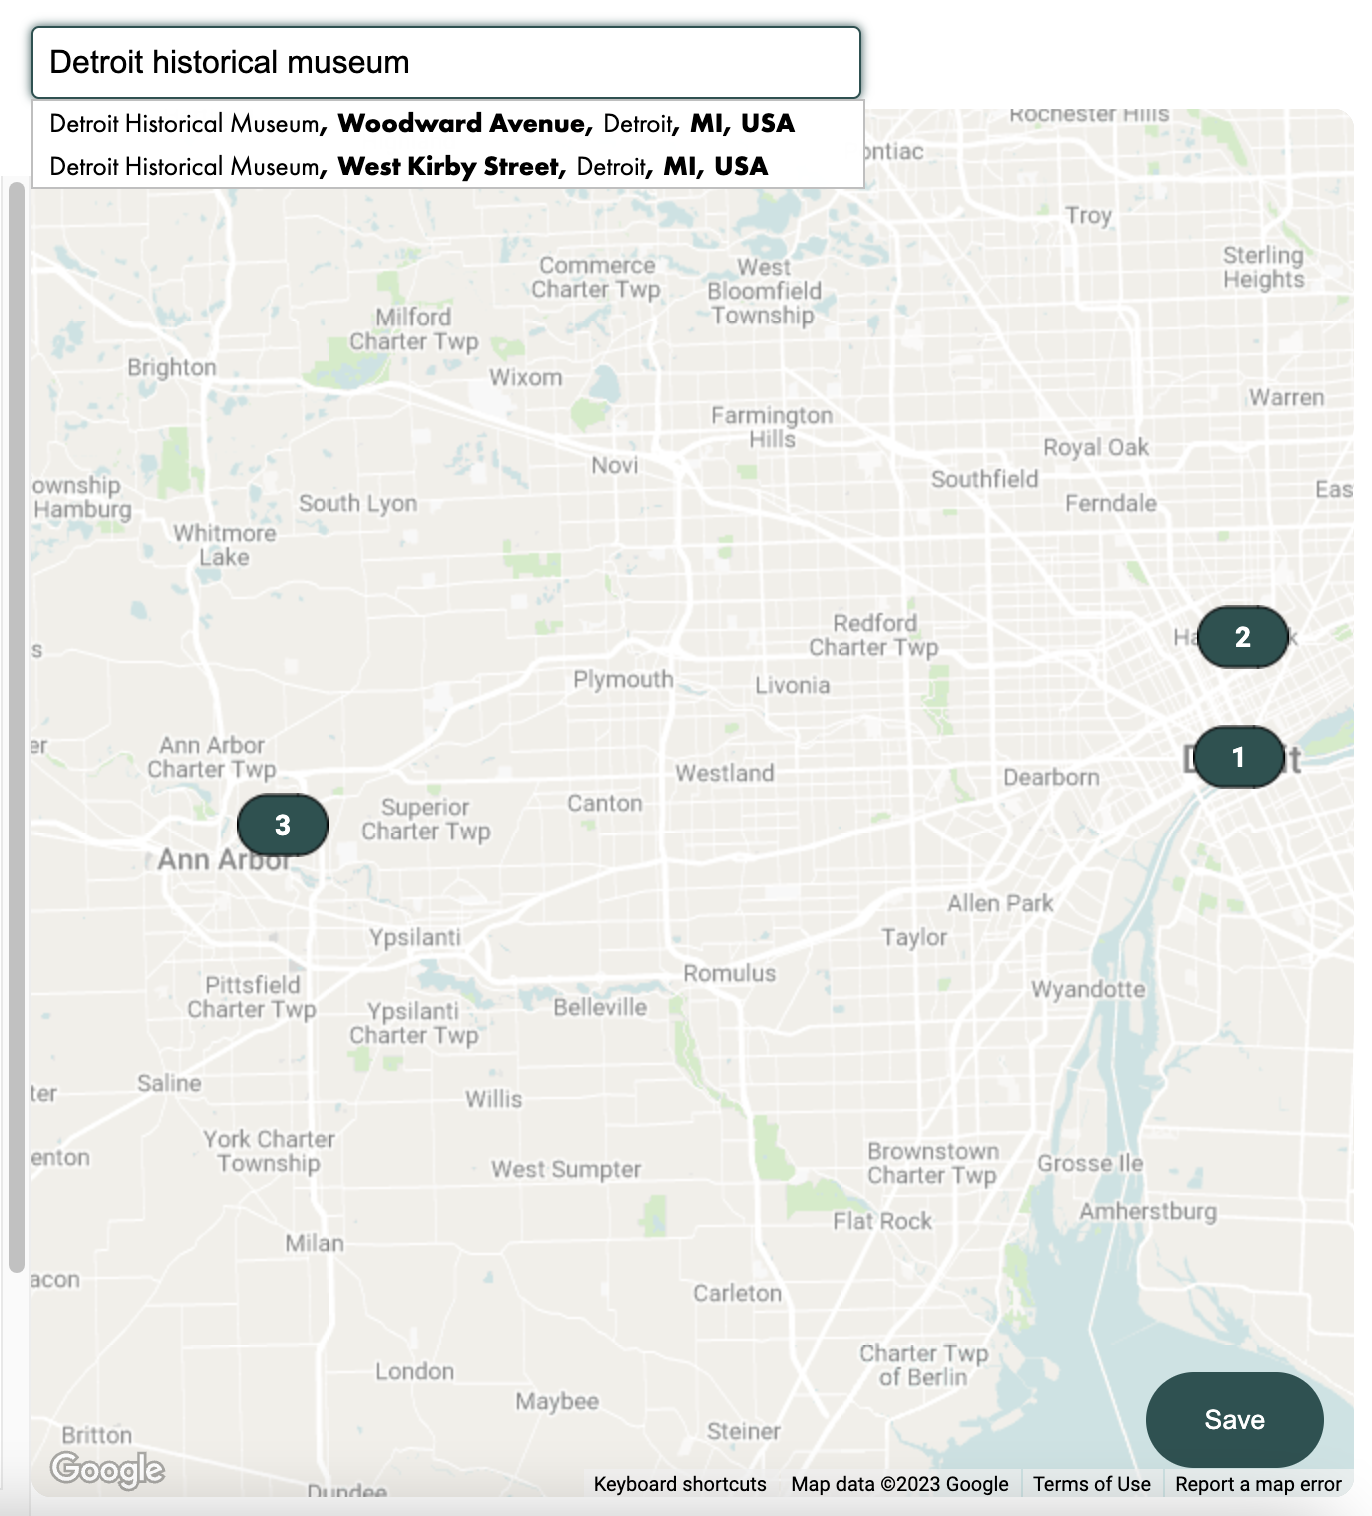 Detroit historical museum
Detroit Historical Museum, Woodward Avenue, Detroit, MI, USA
Detroit Historical Museum, West Kirby Street, Detroit, MI, USA
Rochester Hills
ontiac
Troy
Sterling
Heights
Commerce
Charter Twp
West
Bloomfield
Township
Milford
Charter Twp
Brighton
Wixom
Warren
Farmington
Hills
Royal Oak
Novi
Southfield
ownship
Hamburg
Eas
South Lyon
Ferndale
Whitmore
Lake
Redford
Charter Twp
Ha
2
k
s
Plymouth
Livonia
er
Ann Arbor
Charter Twp
D
1
it
Westland
Dearborn
Canton
Superior
Charter Twp
3
Ann Arbor
Allen Park
Ypsilanti
Taylor
Romulus
Pittsfield
Charter Twp
Wyandotte
Ypsilanti
Charter Twp
Belleville
Saline
ter
Willis
York Charter
Township
enton
Brownstown
Charter Twp
West Sumpter
Grosse Ile
Amherstburg
Flat Rock
Milan
acon
Carleton
Charter Twp
of Berlin
London
Maybee
Save
Steiner
Britton
Google
Dundee
Keyboard shortcuts Map data ©2023 Google Terms of Use Report a map error